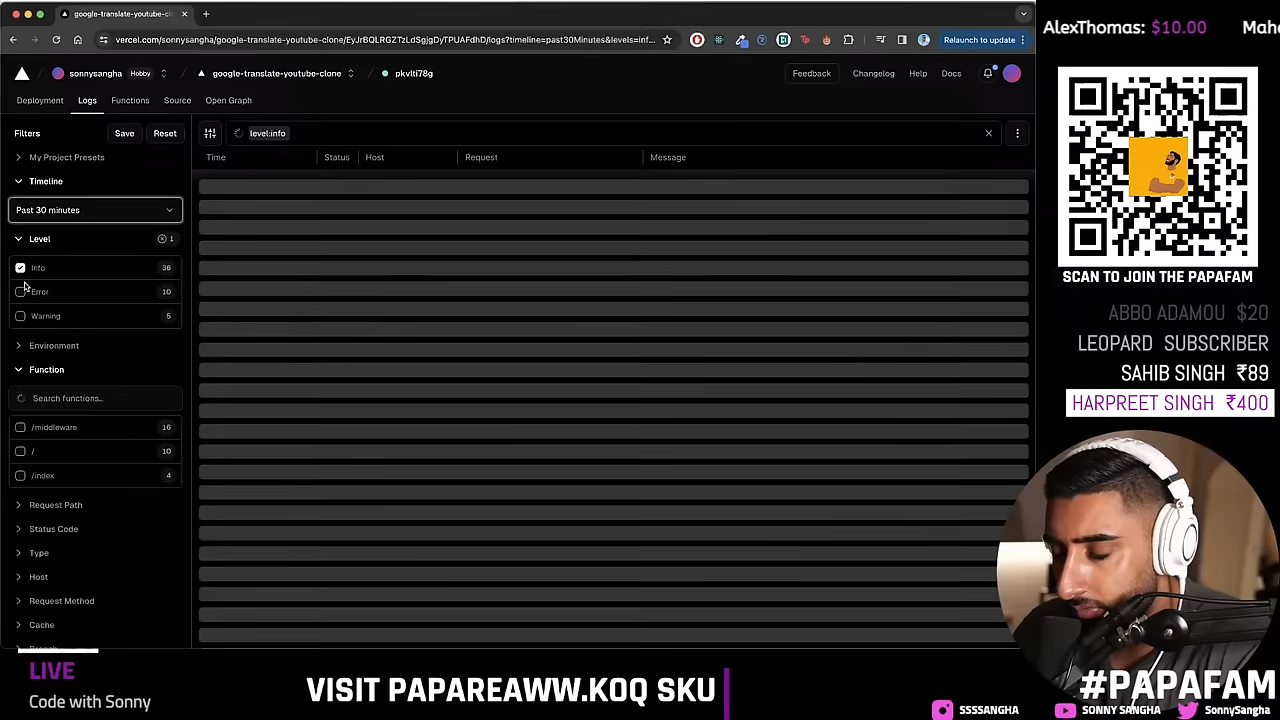 google-translate-youtube-cl
vercel.com/sonnysangha/google-translate-youtube-clone/EyJrBQLRGZTzLdSgjgDyTPUAFdhD/logs?timeline=past30Minutes&levels=inf...
Relaunch to update
sonnysangha Hobby
google-translate-youtube-clone
pkvlti78g
Feedback
Changelog
Help
Docs
Deployment
Logs
Functions
Source
Open Graph
Filters
Save
Reset
level:info
My Project Presets
Time
Status
Host
Request
Message
Timeline
Past 30 minutes
Level
1
Info
36
Error
10
Warning
5
Environment
Function
Search functions...
/middleware
16
/
10
/index
4
Request Path
Status Code
Type
Host
Request Method
Cache
AlexThomas: $10.00
Mah
SCAN TO JOIN THE PAPAFAM
ABBO ADAMOU $20
LEOPARD SUBSCRIBER
SAHIB SINGH ₹89
HARPREET SINGH ₹400
LIVE
Code with Sonny
VISIT PAPAREAWW.KOQ SKU
#PAPAFAM
SSSSANGHA
SONNY SANGHA
SonnySangha